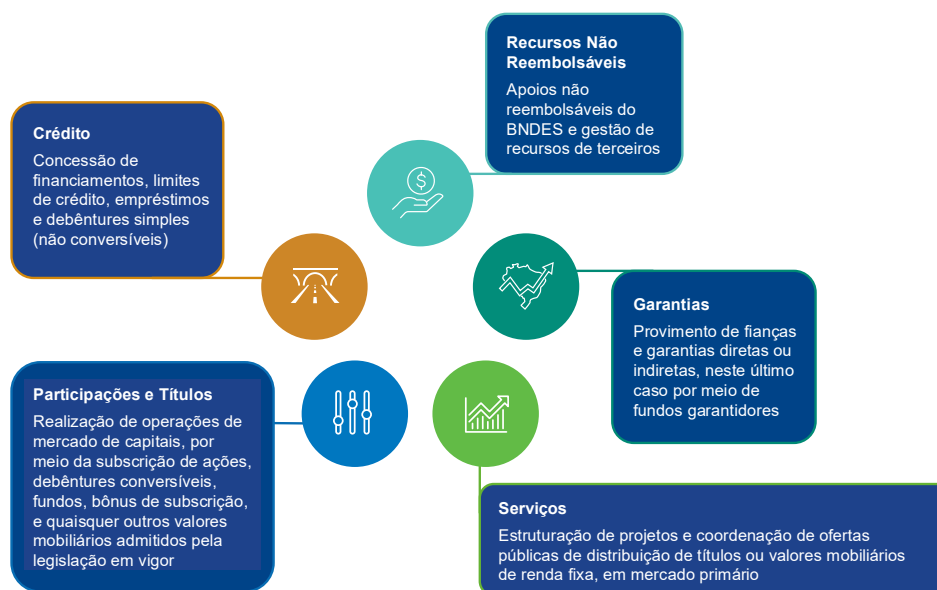 Recursos Não
Reembolsáveis
Apoios não
reembolsáveis do
BNDES e gestão de
recursos de terceiros
Crédito
Concessão de
financiamentos, limites
de crédito, empréstimos
e debêntures simples
(não conversíveis)
$
Garantias
Provimento de fianças
e garantias diretas ou
indiretas, neste último
caso por meio de
fundos garantidores
Participações e Títulos
Realização de operações de
mercado de capitais, por
meio da subscrição de ações,
debêntures conversíveis,
fundos, bônus de subscrição,
e quaisquer outros valores
mobiliários admitidos pela
legislação em vigor
Serviços
Estruturação de projetos e coordenação de ofertas
públicas de distribuição de títulos ou valores mobiliários
de renda fixa, em mercado primário